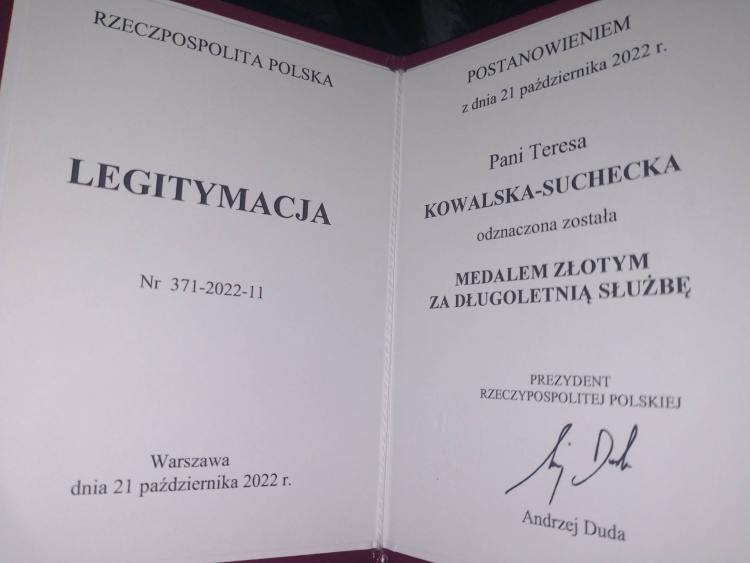 RZECZPOSPOLITA POLSKA
LEGITYMACJA
Nr 371-2022-11
Warszawa
dnia 21 października 2022 r.
POSTANOWIENIEM
z dnia 21 października 2022 r.
Pani Teresa
KOWALSKA-SUCHECKA
odznaczona została
MEDALEM ZŁOTYM
ZA DŁUGOLETNIĄ SŁUŻBĘ
PREZYDENT
RZECZYPOSPOLITEJ POLSKIEJ
Andrzej Duda